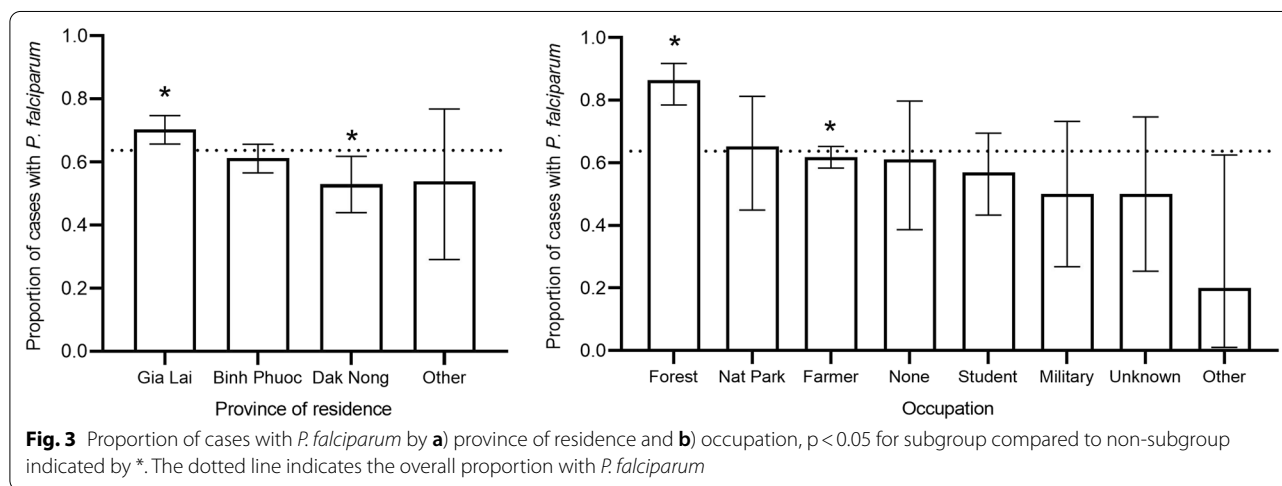 Proportion of cases with P. falciparum
1.0
0.8
0.6
0.4
0.2
0.0
*
*
Gia Lai Binh Phuoc Dak Nong Other
Province of residence
Proportion of cases with P. falciparum
1.0
0.8
0.6
0.4
0.2
0.0
*
*
Forest Nat Park Farmer None Student Military Unknown Other
Occupation
Fig. 3 Proportion of cases with P. falciparum by a) province of residence and b) occupation, p < 0.05 for subgroup compared to non-subgroup
indicated by *. The dotted line indicates the overall proportion with P. falciparum